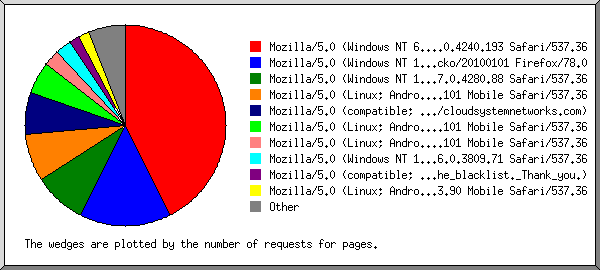 Mozilla/5.0 (Windows NT 6....0.4240.193 Safari/537.36
Mozilla/5.0 (Windows NT 1...cko/20100101 Firefox/78.0
Mozilla/5.0 (Windows NT 1...7.0.4280.88 Safari/537.36
Mozilla/5.0 (Linux; Andro....101 Mobile Safari/537.36
Mozilla/5.0 (compatible; .../cloudsystemnetworks.com)
Mozilla/5.0 (Linux; Andro....101 Mobile Safari/537.36
Mozilla/5.0 (Linux; Andro....101 Mobile Safari/537.36
Mozilla/5.0 (Windows NT 1...6.0.3809.71 Safari/537.36
Mozilla/5.0 (compatible; ...he_blacklist._Thank_you.)
Mozilla/5.0 (Linux; Andro...3.90 Mobile Safari/537.36
Other
The wedges are plotted by the number of requests for pages.